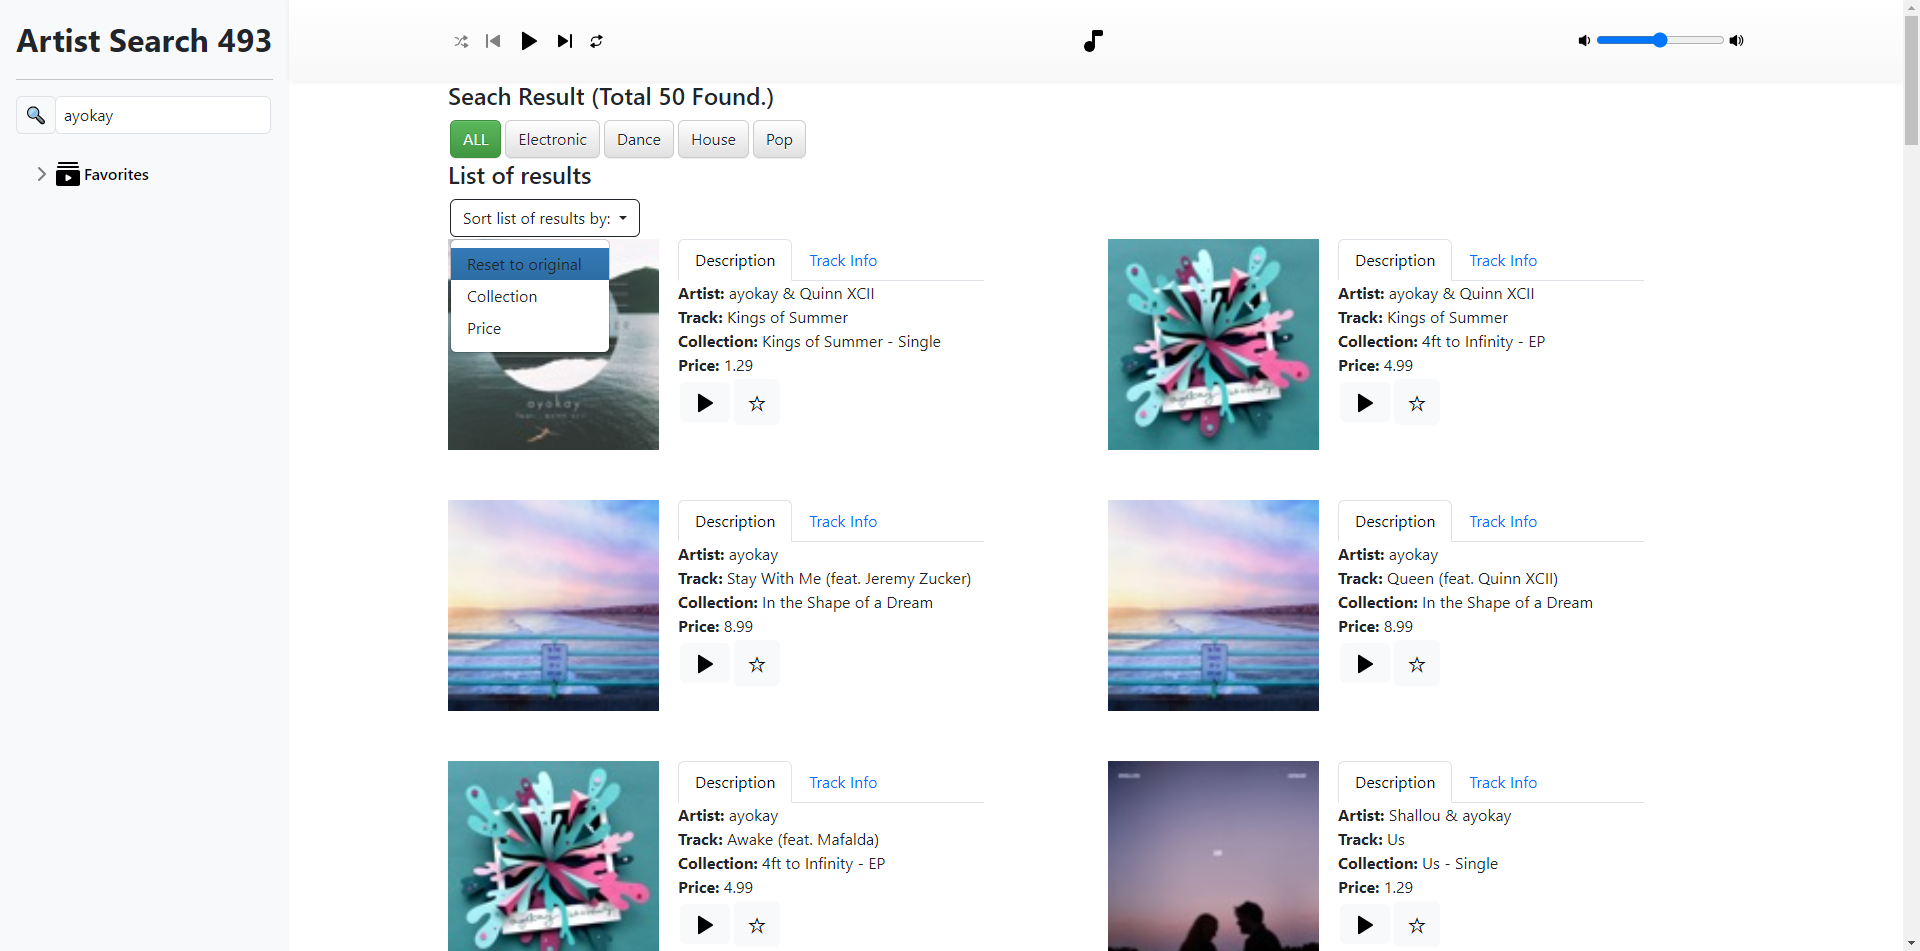 Artist Search 493
ayokay
Favorites
Seach Result (Total 50 Found.)
ALL Electronic Dance House Pop
List of results
Sort list of results by:
Reset to original
Collection
Price
ayokay
Description Track Info
Artist: ayokay & Quinn XCII
Track: Kings of Summer
Collection: Kings of Summer - Single
Price: 1.29
Description Track Info
Artist: ayokay & Quinn XCII
Track: Kings of Summer
Collection: 4ft to Infinity - EP
Price: 4.99
Description Track Info
Artist: ayokay
Track: Stay With Me (feat. Jeremy Zucker)
Collection: In the Shape of a Dream
Price: 8.99
Description Track Info
Artist: ayokay
Track: Queen (feat. Quinn XCII)
Collection: In the Shape of a Dream
Price: 8.99
Description Track Info
Artist: ayokay
Track: Awake (feat. Mafalda)
Collection: 4ft to Infinity - EP
Price: 4.99
Description Track Info
Artist: Shallou & ayokay
Track: Us
Collection: Us - Single
Price: 1.29